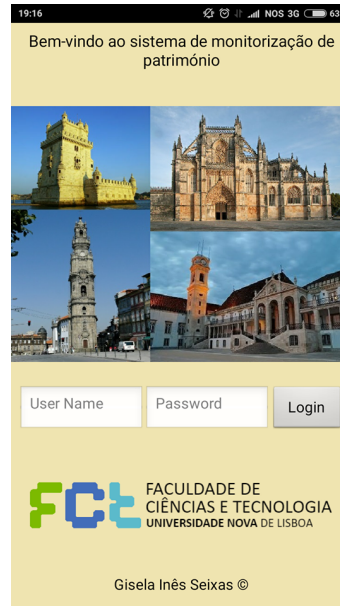 19:16 NOS 3G 63
Bem-vindo ao sistema de monitorização de
património
User Name Password Login
FCt FACULDADE DE
CIÊNCIAS E TECNOLOGIA
UNIVERSIDADE NOVA DE LISBOA
Gisela Inês Seixas ©